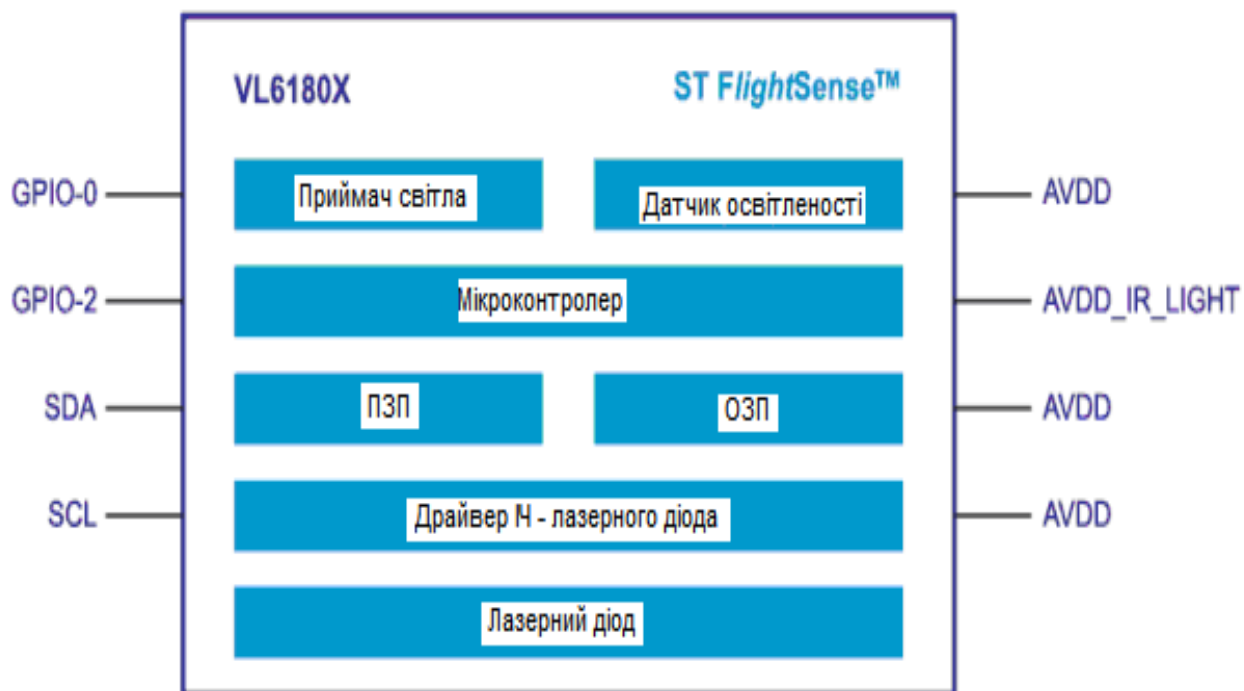 VL6180X ST FlightSense™
GPIO-0 Приймач світла Датчик освітленості AVDD
GPIO-2 Мікроконтролер AVDD_IR_LIGHT
SDA ПЗП ОЗП AVDD
SCL Драйвер ІЧ - лазерного діода AVDD
Лазерний діод